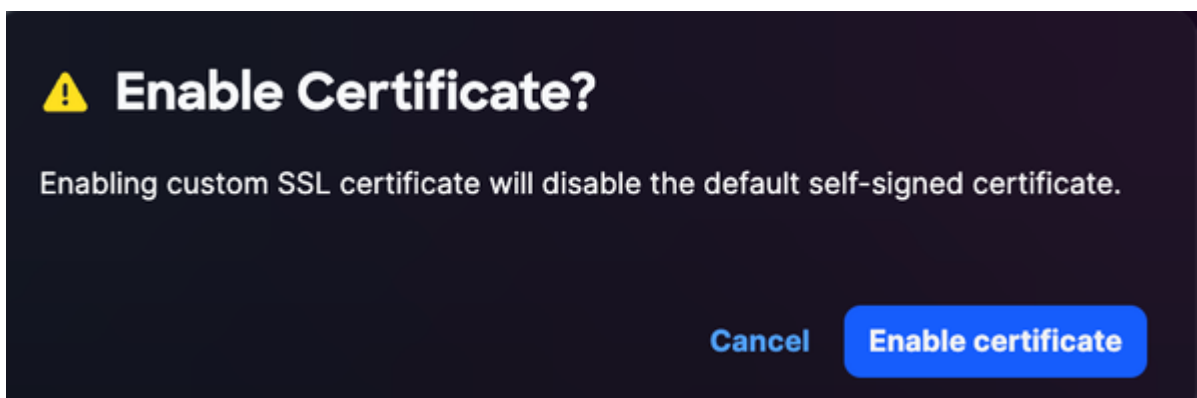 Enable Certificate?
Enabling custom SSL certificate will disable the default self-signed certificate.
Cancel
Enable certificate